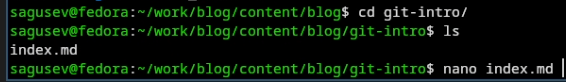 sagusev@fedora:~/work/blog/content/blog$ cd git-intro/
sagusev@fedora:~/work/blog/content/blog/git-intro$ ls
index.md
sagusev@fedora:~/work/blog/content/blog/git-intro$ nano index.md